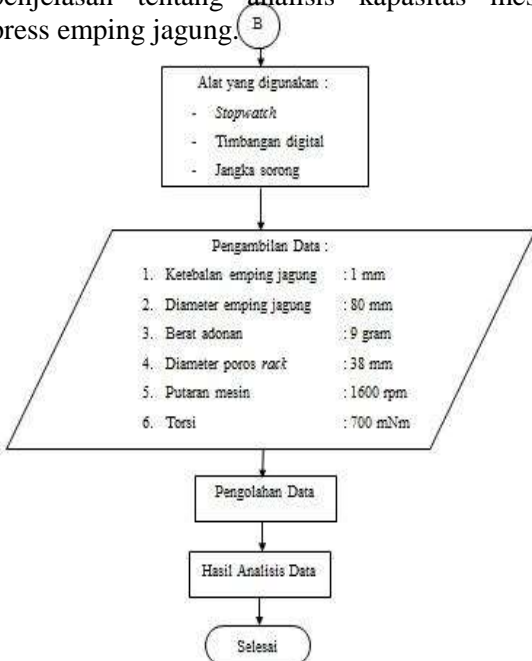 penjelasan tentang analisis kapasitas
press emping jagung.
B
Alat yang digunakan :
- Stopwatch
- Timbangan digital
- Jangka sorong
Pengambilan Data :
1. Ketebalan emping jagung : 1 mm
2. Diameter emping jagung : 80 mm
3. Berat adonan : 9 gram
4. Diameter poros rack : 38 mm
5. Putaran mesin : 1600 rpm
6. Torsi : 700 mNm
Pengolahan Data
Hasil Analisis Data
Selesai